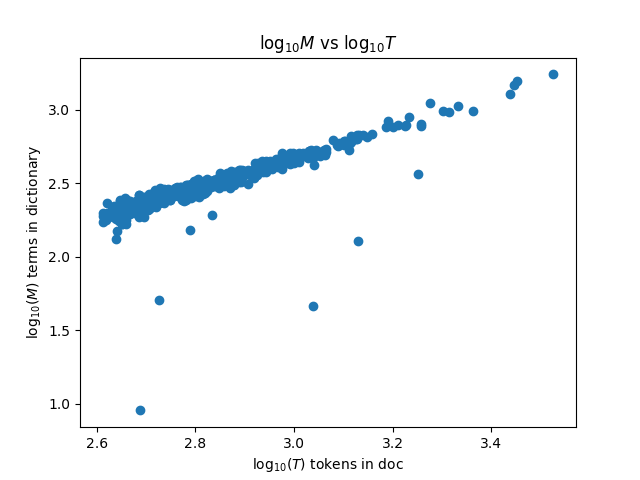 log₁₀M vs log₁₀T
log₁₀(M) terms in dictionary
3.0
2.5
2.0
1.5
1.0
2.6 2.8 3.0 3.2 3.4
log₁₀(T) tokens in doc